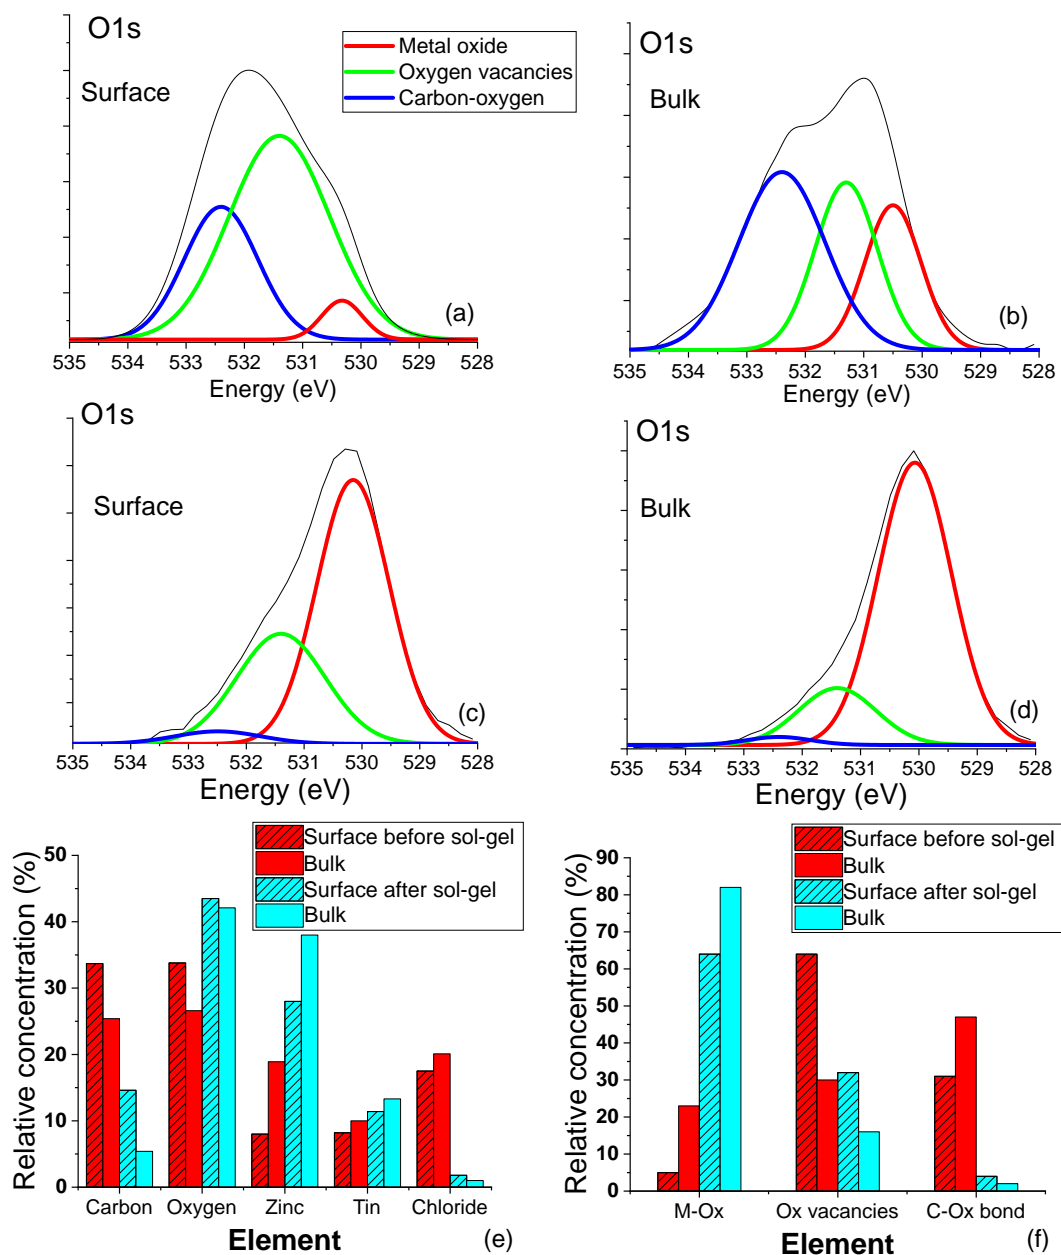 O1s
Surface
Metal oxide
Oxygen vacancies
Carbon-oxygen
(a)
535 534 533 532 531 530 529 528
Energy (eV)
O1s
Bulk
(b)
535 534 533 532 531 530 529 528
Energy (eV)
O1s
Surface
(c)
535 534 533 532 531 530 529 528
Energy (eV)
O1s
Bulk
(d)
535 534 533 532 531 530 529 528
Energy (eV)
Surface before sol-gel
Bulk
Surface after sol-gel
Bulk
Relative concentration (%)
50
40
30
20
10
0
Carbon Oxygen Zinc Tin Chloride
Element
(e)
Surface before sol-gel
Bulk
Surface after sol-gel
Bulk
Relative concentration (%)
90
80
70
60
50
40
30
20
10
0
M-Ox Ox vacancies C-Ox bond
Element
(f)